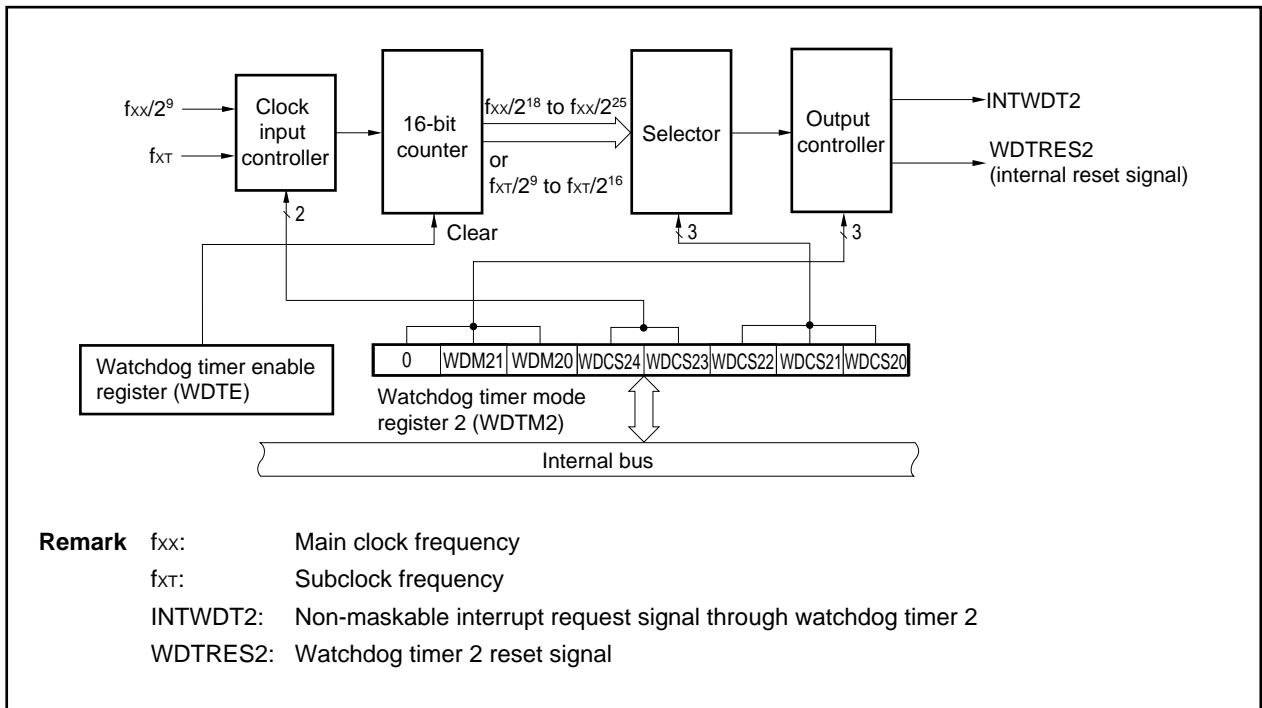 fXX/2^9
fXT
Clock
input
controller
2
16-bit
counter
Clear
fXX/2^18 to fXX/2^25
or
fXT/2^9 to fXT/2^16
Selector
3
Output
controller
3
INTWDT2
WDTRES2
(internal reset signal)
Watchdog timer enable
register (WDTE)
0 WDM21 WDM20 WDCS24 WDCS23 WDCS22 WDCS21 WDCS20
Watchdog timer mode
register 2 (WDTM2)
Internal bus
Remark fXX: Main clock frequency
fXT: Subclock frequency
INTWDT2: Non-maskable interrupt request signal through watchdog timer 2
WDTRES2: Watchdog timer 2 reset signal